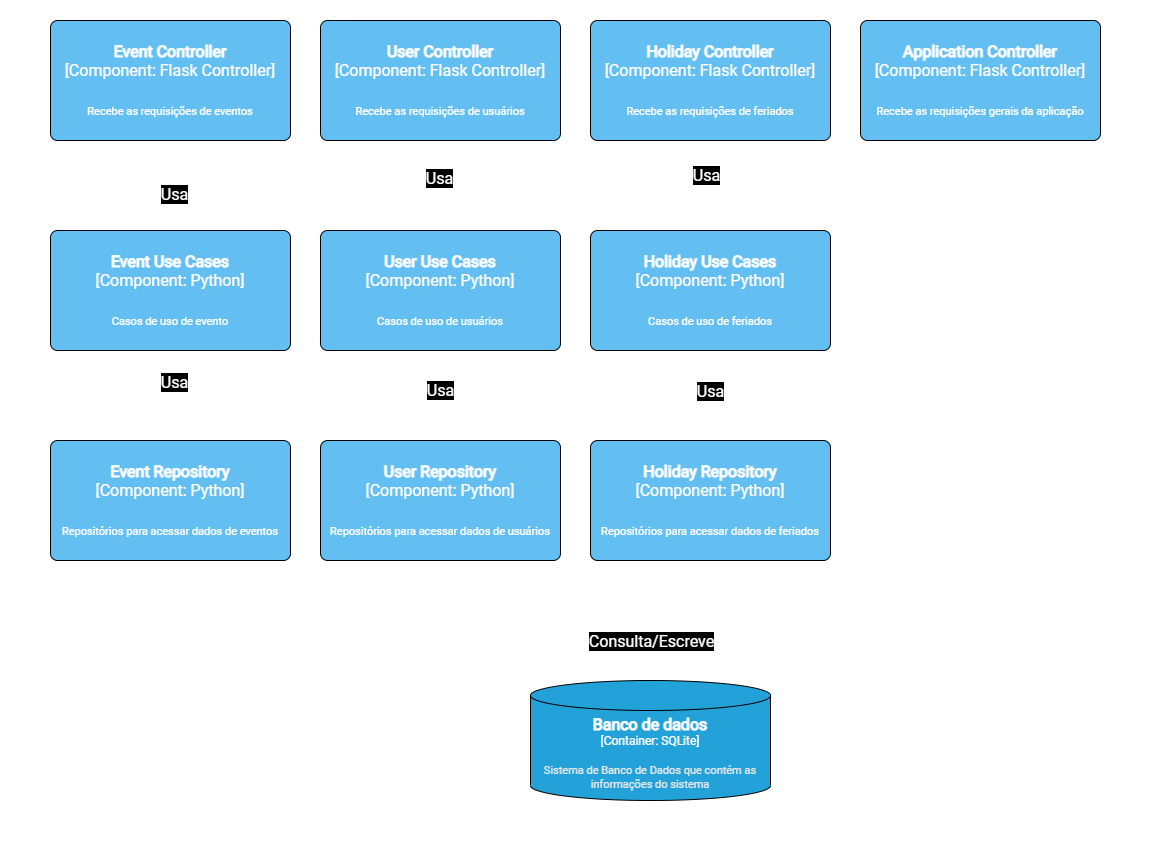 Event Controller
[Component: Flask Controller]
Recebe as requisições de eventos
User Controller
[Component: Flask Controller]
Recebe as requisições de usuários
Holiday Controller
[Component: Flask Controller]
Recebe as requisições de feriados
Application Controller
[Component: Flask Controller]
Recebe as requisições gerais da aplicação
Usa
Usa
Usa
Event Use Cases
[Component: Python]
Casos de uso de evento
User Use Cases
[Component: Python]
Casos de uso de usuários
Holiday Use Cases
[Component: Python]
Casos de uso de feriados
Usa
Usa
Usa
Event Repository
[Component: Python]
Repositórios para acessar dados de eventos
User Repository
[Component: Python]
Repositórios para acessar dados de usuários
Holiday Repository
[Component: Python]
Repositórios para acessar dados de feriados
Consulta/Escreve
Banco de dados
[Container: SQLite]
Sistema de Banco de Dados que contém as
informações do sistema